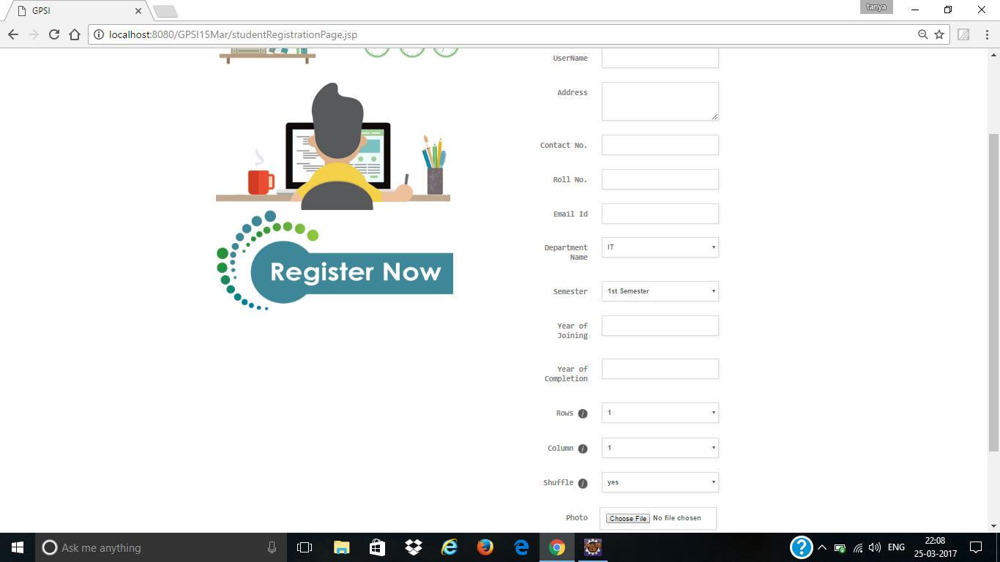 GPSI
tanya
localhost:8080/GPSI15Mar/studentRegistrationPage.jsp
UserName
Address
Contact No.
Roll No.
Email Id
Department
Name
IT
Semester
1st Semester
Year of
Joining
Year of
Completion
Rows
1
Column
1
Shuffle
yes
Photo
Choose File No file chosen
Register Now
Ask me anything
ENG
22:08
25-03-2017